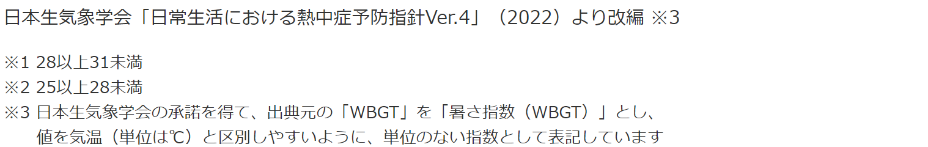 日本生気象学会「日常生活における熱中症予防指針Ver.4」（2022）より改編 ※3
※1 28以上31未満
※2 25以上28未満
※3 日本生気象学会の承諾を得て、出典元の「WBGT」を「暑さ指数（WBGT）」とし、
値を気温（単位は℃）と区別しやすいように、単位のない指数として表記しています